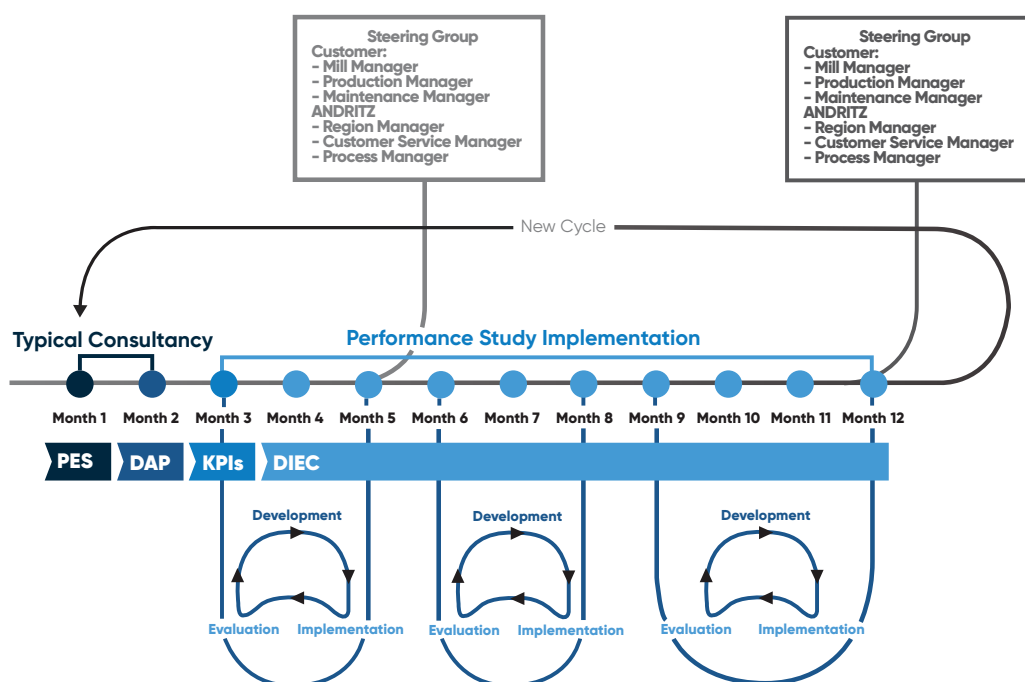 Steering Group
Customer:
- Mill Manager
- Production Manager
- Maintenance Manager
ANDRITZ
- Region Manager
- Customer Service Manager
- Process Manager
Steering Group
Customer:
- Mill Manager
- Production Manager
- Maintenance Manager
ANDRITZ
- Region Manager
- Customer Service Manager
- Process Manager
New Cycle
Typical Consultancy
Performance Study Implementation
Month 1 Month 2 Month 3 Month 4 Month 5 Month 6 Month 7 Month 8 Month 9 Month 10 Month 11 Month 12
PES DAP KPIs DIEC
Development Development Development
Evaluation Implementation Evaluation Implementation Evaluation Implementation